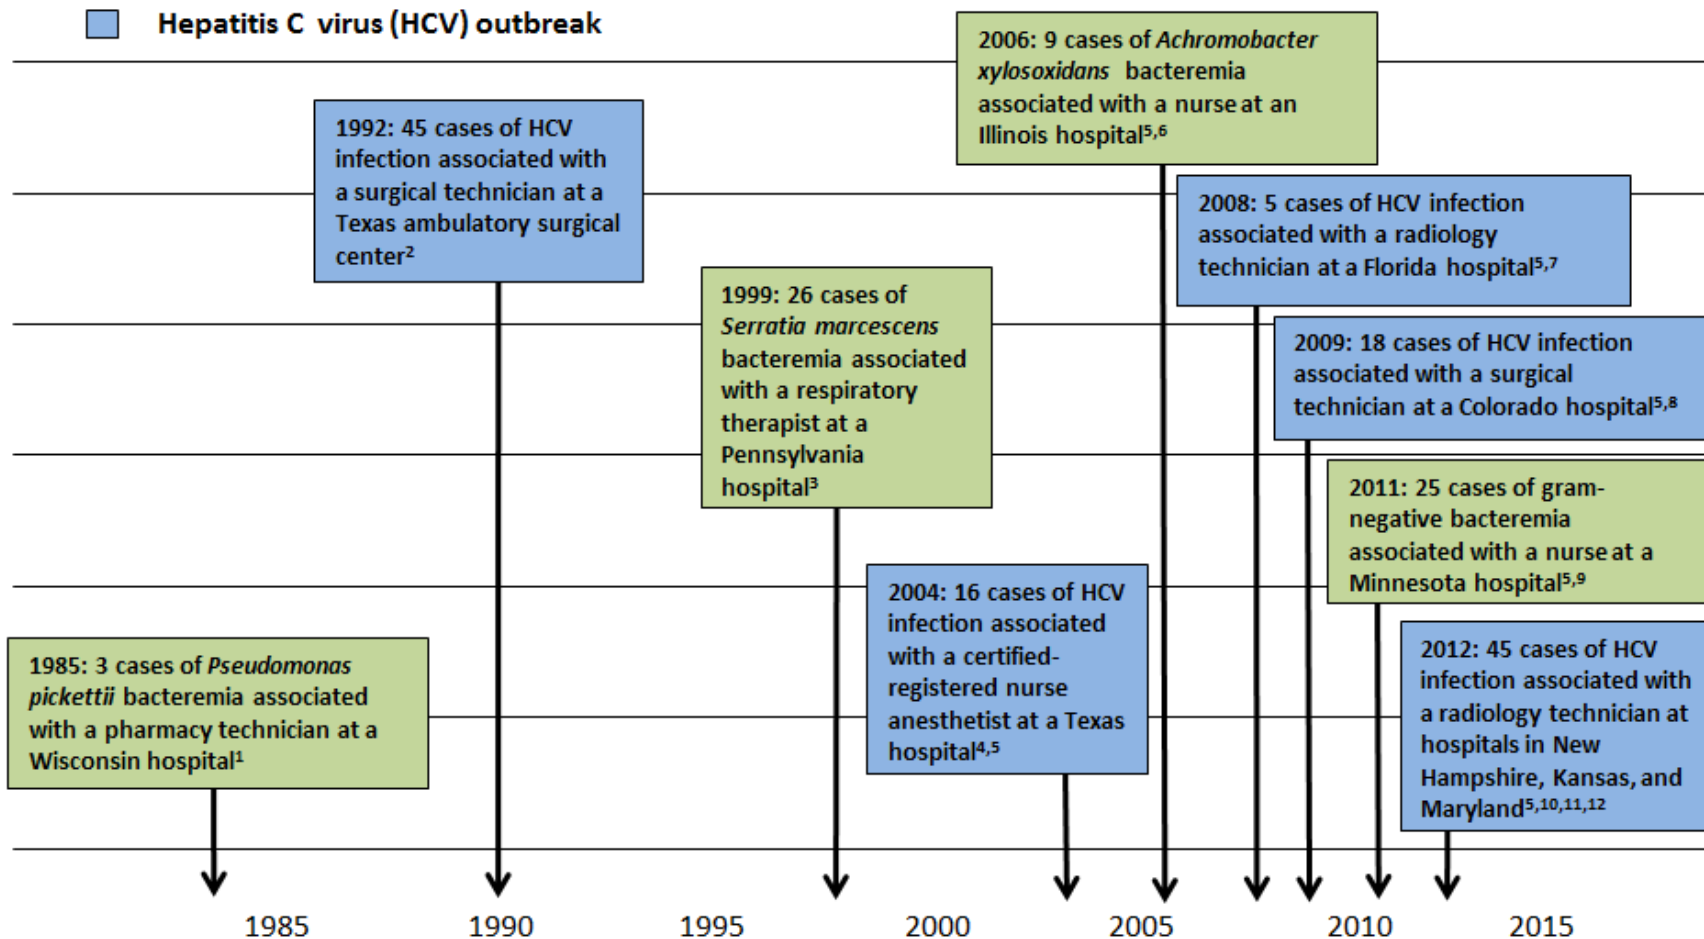 Hepatitis C virus (HCV) outbreak
1985: 3 cases of Pseudomonas
pickettii bacteremia associated
with a pharmacy technician at a
Wisconsin hospital1
1992: 45 cases of HCV
infection associated with
a surgical technician at a
Texas ambulatory surgical
center2
1999: 26 cases of
Serratia marcescens
bacteremia associated
with a respiratory
therapist at a
Pennsylvania
hospital3
2004: 16 cases of HCV
infection associated
with a certified-
registered nurse
anesthetist at a Texas
hospital4,5
2006: 9 cases of Achromobacter
xylosoxidans bacteremia
associated with a nurse at an
Illinois hospital5,6
2008: 5 cases of HCV infection
associated with a radiology
technician at a Florida hospital5,7
2009: 18 cases of HCV infection
associated with a surgical
technician at a Colorado hospital5,8
2011: 25 cases of gram-
negative bacteremia
associated with a nurse at a
Minnesota hospital5,9
2012: 45 cases of HCV
infection associated with
a radiology technician at
hospitals in New
Hampshire, Kansas, and
Maryland5,10,11,12
1985 1990 1995 2000 2005 2010 2015